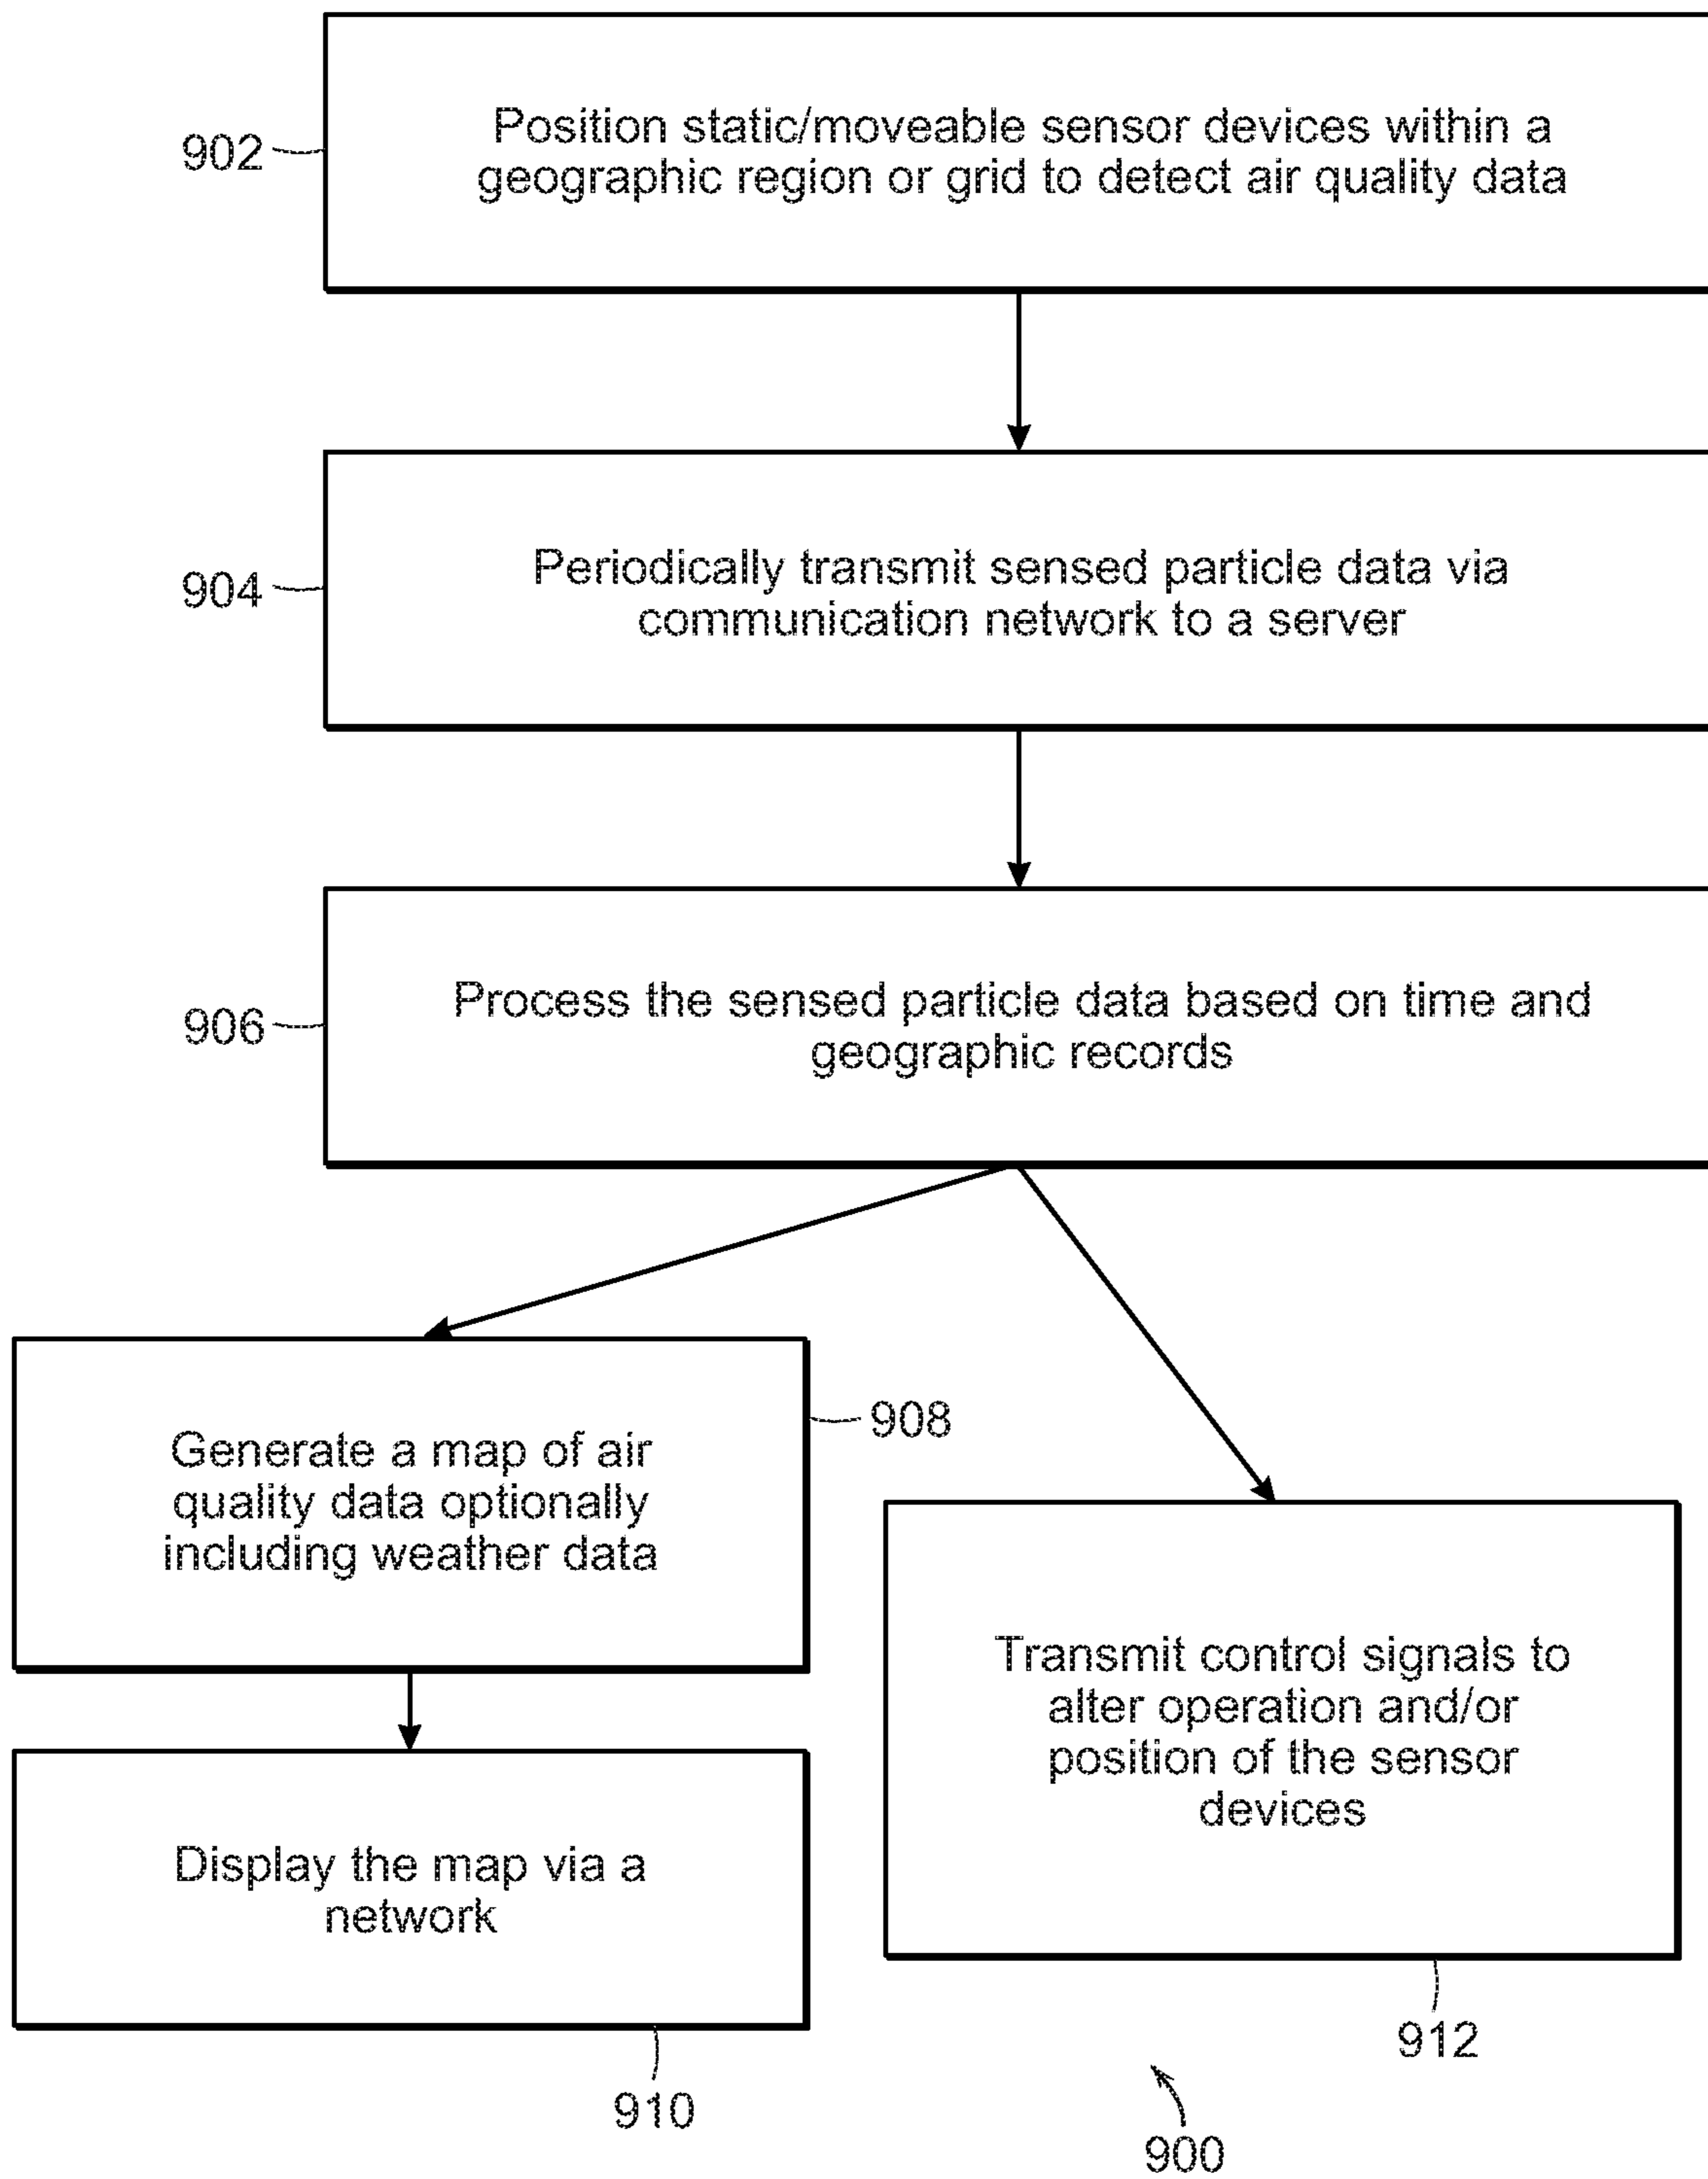 902
Position static/moveable sensor devices within a
geographic region or grid to detect air quality data
904
Periodically transmit sensed particle data via
communication network to a server
906
Process the sensed particle data based on time and
geographic records
908
Generate a map of air
quality data optionally
including weather data
Transmit control signals to
alter operation and/or
position of the sensor
devices
Display the map via a
network
912
910
900